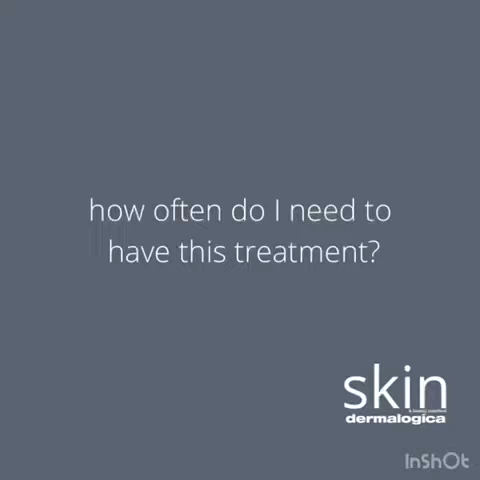 how often do I need to
have this treatment?
skin
dermalogica
InShOt